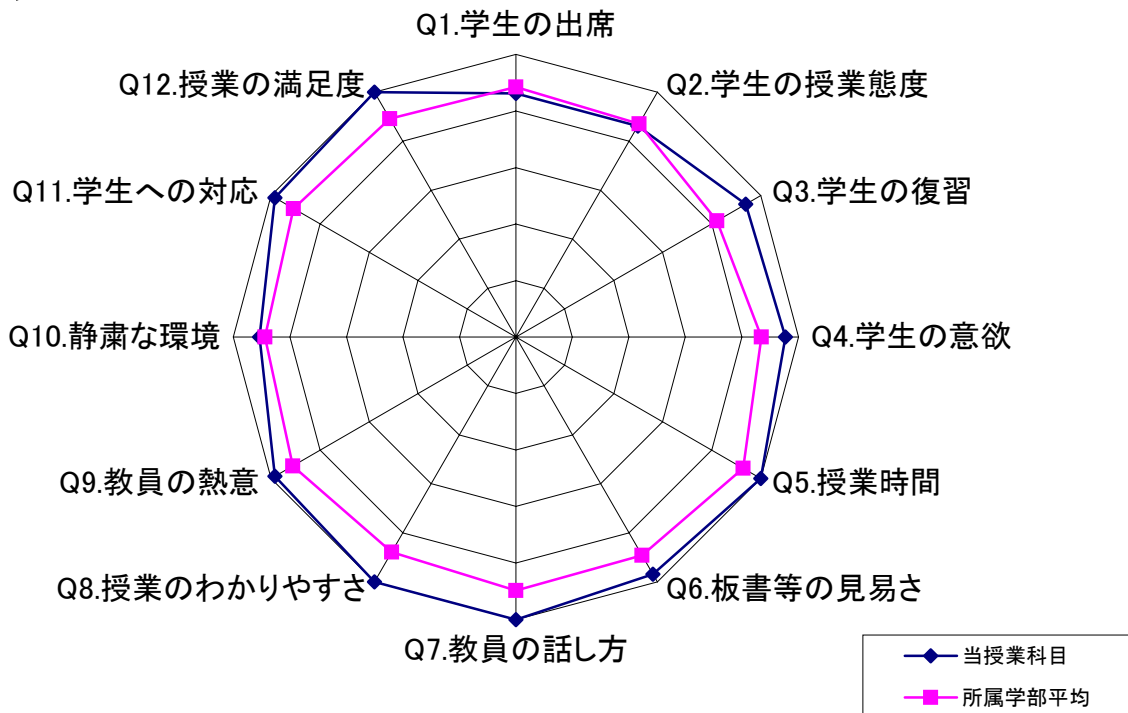 Q1.学生の出席
Q2.学生の授業態度
Q3.学生の復習
Q4.学生の意欲
Q5.授業時間
Q6.板書等の見易さ
Q7.教員の話し方
Q8.授業のわかりやすさ
Q9.教員の熱意
Q10.静粛な環境
Q11.学生への対応
Q12.授業の満足度
当授業科目
所属学部平均